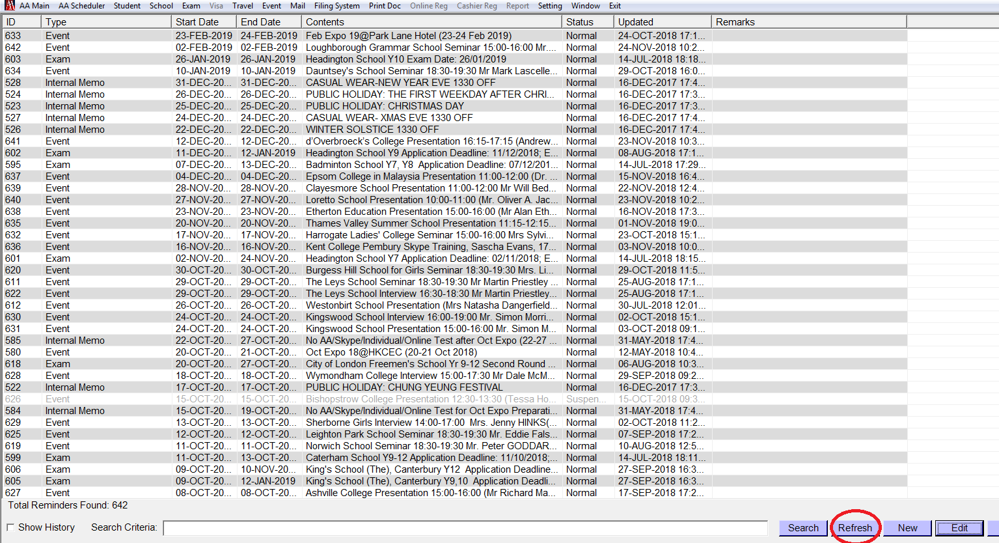 AA Main AA Scheduler Student School Exam Visa Travel Event Mail Filing System Print Doc Online Reg Cashier Reg Report Setting Window Exit
ID Type Start Date End Date Contents Status Updated Remarks
633 Event 23-FEB-2019 24-FEB-2019 Feb Expo 19@Park Lane Hotel (23-24 Feb 2019) Normal 24-OCT-2018 17:1...
642 Event 02-FEB-2019 02-FEB-2019 Loughborough Grammar School Seminar 15:00-16:00 Mr.... Normal 24-NOV-2018 10:2...
603 Exam 26-JAN-2019 26-JAN-2019 Headington School Y10 Exam Date: 26/01/2019 Normal 14-JUL-2018 18:18...
634 Event 10-JAN-2019 10-JAN-2019 Dauntsey's School Seminar 18:30-19:30 Mr Mark Lascelle... Normal 29-OCT-2018 16:0...
528 Internal Memo 31-DEC-20... 31-DEC-20... CASUAL WEAR-NEW YEAR EVE 1330 OFF Normal 16-DEC-2017 17:4...
524 Internal Memo 26-DEC-20... 26-DEC-20... PUBLIC HOLIDAY: THE FIRST WEEKDAY AFTER CHRI... Normal 16-DEC-2017 17:3...
523 Internal Memo 25-DEC-20... 25-DEC-20... PUBLIC HOLIDAY: CHRISTMAS DAY Normal 16-DEC-2017 17:3...
527 Internal Memo 24-DEC-20... 24-DEC-20... CASUAL WEAR- XMAS EVE 1330 OFF Normal 16-DEC-2017 17:4...
526 Internal Memo 22-DEC-20... 22-DEC-20... WINTER SOLSTICE 1330 OFF Normal 16-DEC-2017 17:4...
641 Event 12-DEC-20... 12-DEC-20... d'Overbroeck's College Presentation 16:15-17:15 (Andrew... Normal 23-NOV-2018 10:3...
602 Exam 11-DEC-20... 12-JAN-2019 Headington School Y9 Application Deadline: 11/12/2018; E... Normal 08-AUG-2018 17:1...
595 Exam 07-DEC-20... 13-DEC-20... Badminton School Y7, Y8 Application Deadline: 07/12/201... Normal 14-JUL-2018 17:29...
637 Event 04-DEC-20... 04-DEC-20... Epsom College in Malaysia Presentation 11:00-12:00 (Dr. ... Normal 15-NOV-2018 16:4...
639 Event 28-NOV-20... 28-NOV-20... Clayesmore School Presentation 11:00-12:00 Mr Will Bed... Normal 22-NOV-2018 12:4...
640 Event 27-NOV-20... 27-NOV-20... Loretto School Presentation 10:00-11:00 (Mr. Oliver A. Jac... Normal 23-NOV-2018 10:2...
638 Event 23-NOV-20... 23-NOV-20... Etherton Education Presentation 15:00-16:00 (Mr Alan Eth... Normal 16-NOV-2018 17:3...
635 Event 20-NOV-20... 20-NOV-20... Thames Valley Summer School Presentation 11:15-12:15... Normal 01-NOV-2018 19:0...
632 Event 17-NOV-20... 17-NOV-20... Harrogate Ladies' College Seminar 15:00-16:00 Mrs Sylvi... Normal 23-OCT-2018 15:1...
636 Event 16-NOV-20... 16-NOV-20... Kent College Pembury Skype Training, Sascha Evans, 17... Normal 03-NOV-2018 10:0...
601 Exam 02-NOV-20... 24-NOV-20... Headington School Y7 Application Deadline: 02/11/2018; E... Normal 14-JUL-2018 18:15...
620 Event 30-OCT-20... 30-OCT-20... Burgess Hill School for Girls Seminar 18:30-19:30 Mrs. Li... Normal 29-OCT-2018 11:5...
611 Event 29-OCT-20... 29-OCT-20... The Leys School Seminar 18:30-19:30 Mr Martin Priestley ... Normal 25-AUG-2018 17:1...
622 Event 29-OCT-20... 29-OCT-20... The Leys School Interview 16:30-18:30 Mr Martin Priestley... Normal 25-AUG-2018 17:1...
612 Event 26-OCT-20... 26-OCT-20... Westonbirt School Presentation (Mrs Natasha Dangerfield... Normal 30-JUL-2018 12:01...
630 Event 24-OCT-20... 24-OCT-20... Kingswood School Interview 16:00-19:00 Mr. Simon Morri... Normal 02-OCT-2018 15:1...
631 Event 24-OCT-20... 24-OCT-20... Kingswood School Presentation 15:00-16:00 Mr. Simon M... Normal 03-OCT-2018 09:1...
585 Internal Memo 22-OCT-20... 27-OCT-20... No AA/Skype/Individual/Online Test after Oct Expo (22-27 ... Normal 31-MAY-2018 17:4...
580 Event 20-OCT-20... 21-OCT-20... Oct Expo 18@HKCEC (20-21 Oct 2018) Normal 12-MAY-2018 10:4...
618 Exam 20-OCT-20... 27-OCT-20... City of London Freemen's School Yr 9-12 Second Round ... Normal 06-AUG-2018 10:3...
628 Event 18-OCT-20... 18-OCT-20... Wymondham College Interview 15:00-17:30 Mr Dale McM... Normal 29-SEP-2018 09:2...
522 Internal Memo 17-OCT-20... 17-OCT-20... PUBLIC HOLIDAY: CHUNG YEUNG FESTIVAL Normal 16-DEC-2017 17:3...
626 Event 15-OCT-20... 15-OCT-20... Bishopstrow College Presentation 12:30-13:30 (Tessa Ho... Suspen... 15-OCT-2018 09:3...
584 Internal Memo 15-OCT-20... 19-OCT-20... No AA/Skype/Individual/Online Test for Oct Expo Preparati... Normal 31-MAY-2018 17:4...
629 Event 13-OCT-20... 13-OCT-20... Sherborne Girls Interview 14:00-17:00 Mrs. Jenny HINKS(... Normal 02-OCT-2018 11:2...
625 Event 12-OCT-20... 12-OCT-20... Leighton Park School Seminar 18:30-19:30 Mr. Eddie Fals... Normal 07-SEP-2018 17:2...
619 Event 11-OCT-20... 11-OCT-20... Norwich School Seminar 18:30-19:30 Mr. Peter GODDAR... Normal 10-AUG-2018 12:5...
599 Exam 11-OCT-20... 13-OCT-20... Caterham School Y9-12 Application Deadline: 11/10/2018;... Normal 14-JUL-2018 18:11...
606 Exam 09-OCT-20... 10-NOV-20... King's School (The), Canterbury Y12 Application Deadline... Normal 27-SEP-2018 16:3...
605 Exam 09-OCT-20... 12-JAN-2019 King's School (The), Canterbury Y9,10 Application Deadli... Normal 27-SEP-2018 16:3...
627 Event 08-OCT-20... 08-OCT-20... Ashville College Presentation 15:00-16:00 (Mr Richard Ma... Normal 17-SEP-2018 17:2...
Total Reminders Found: 642
Show History Search Criteria: Search Refresh New Edit